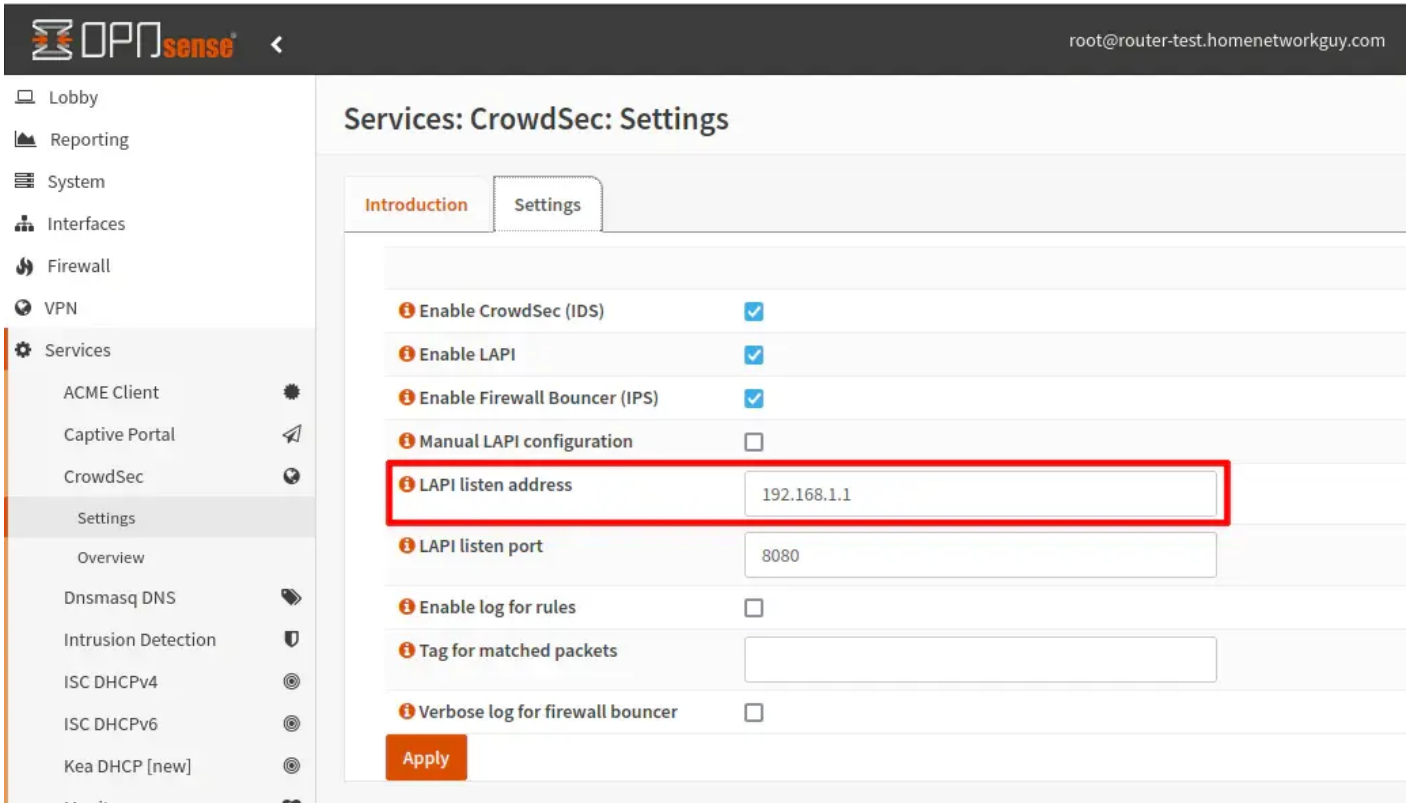 OPNsense
root@router-test.homenetworkguy.com
Lobby
Reporting
System
Interfaces
Firewall
VPN
Services
ACME Client
Captive Portal
CrowdSec
Settings
Overview
Dnsmasq DNS
Intrusion Detection
ISC DHCPv4
ISC DHCPv6
Kea DHCP [new]
Services: CrowdSec: Settings
Introduction Settings
Enable CrowdSec (IDS)
Enable LAPI
Enable Firewall Bouncer (IPS)
Manual LAPI configuration
LAPI listen address 192.168.1.1
LAPI listen port 8080
Enable log for rules
Tag for matched packets
Verbose log for firewall bouncer
Apply